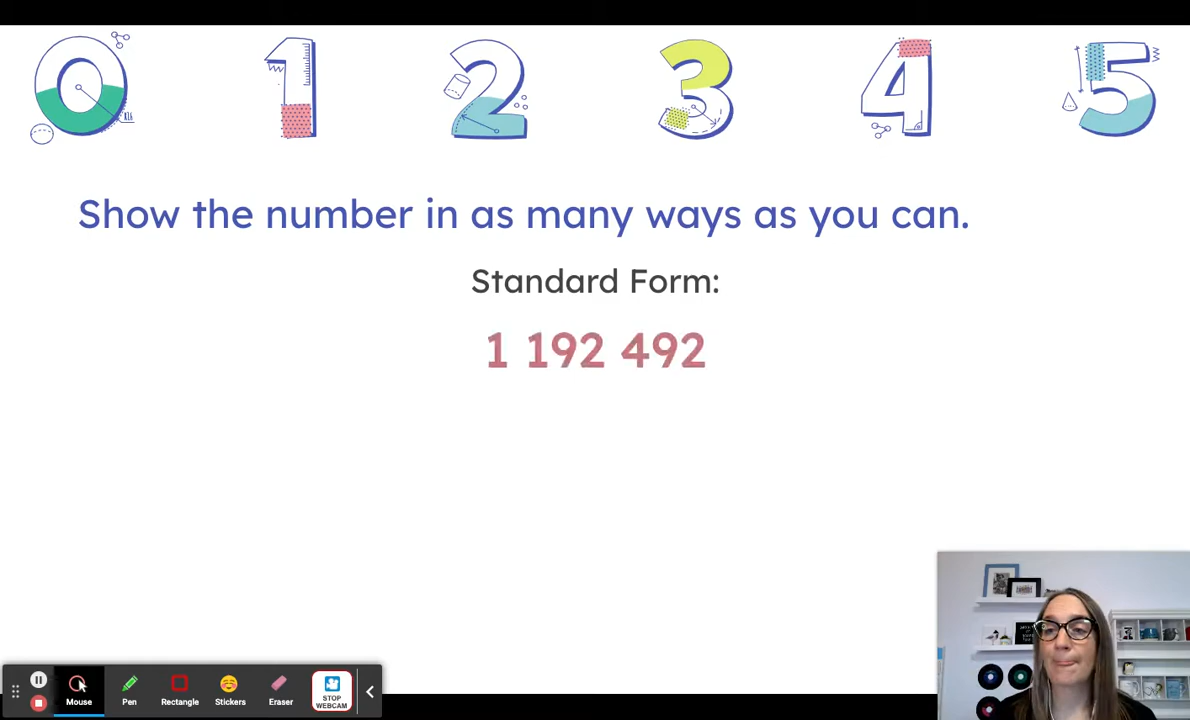 0 1 2 3 4 5
Show the number in as many ways as you can.
Standard Form:
1 192 492
Mouse Pen Rectangle Stickers Eraser STOP
WEBCAM